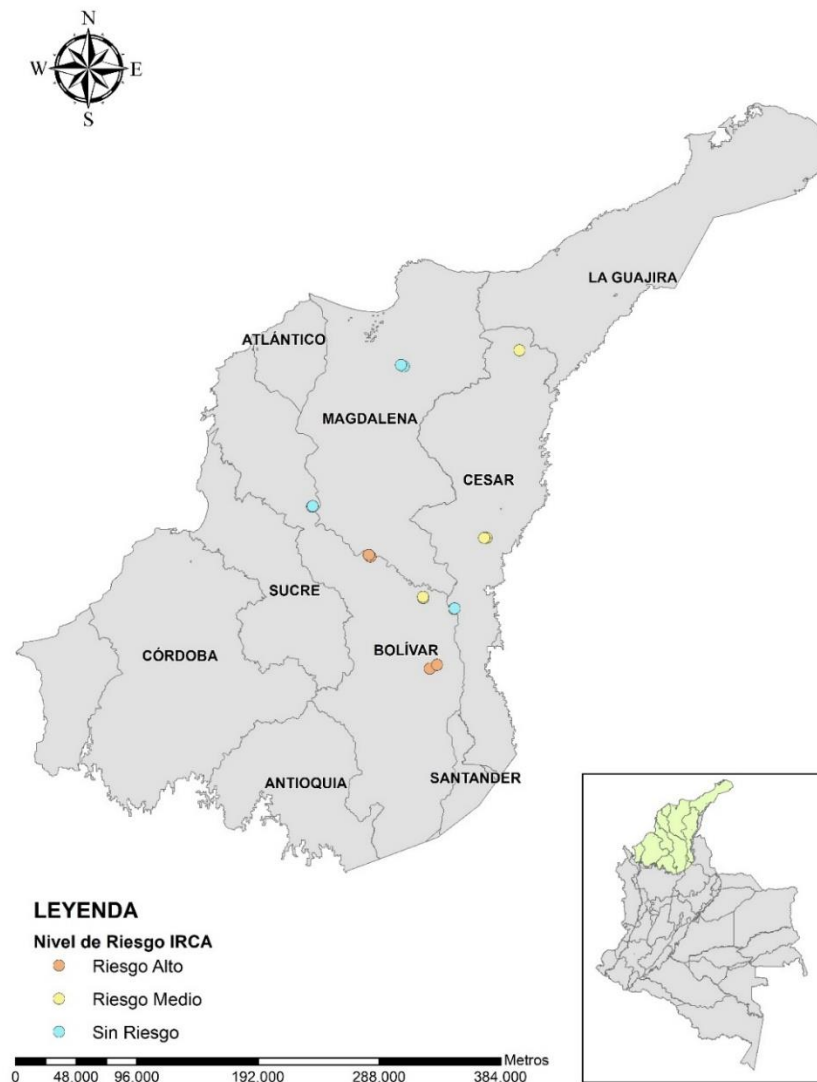 N
W E
S
LA GUAJIRA
ATLÁNTICO
MAGDALENA
CESAR
SUCRE
BOLÍVAR
CÓRDOBA
ANTIOQUIA
SANTANDER
LEYENDA
Nivel de Riesgo IRCA
Riesgo Alto
Riesgo Medio
Sin Riesgo
Metros
0 48.000 96.000 192.000 288.000 384.000